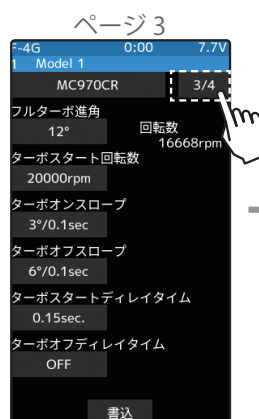 ページ 3
F-4G 0:00 7.7V
1 Model 1
MC970CR 3/4
フルターボ進角
12° 回転数
16668rpm
ターボスタート回転数
20000rpm
ターボオンスロープ
3°/0.1sec
ターボオフスロープ
6°/0.1sec
ターボスタートディレイタイム
0.15sec.
ターボオフディレイタイム
OFF
書込